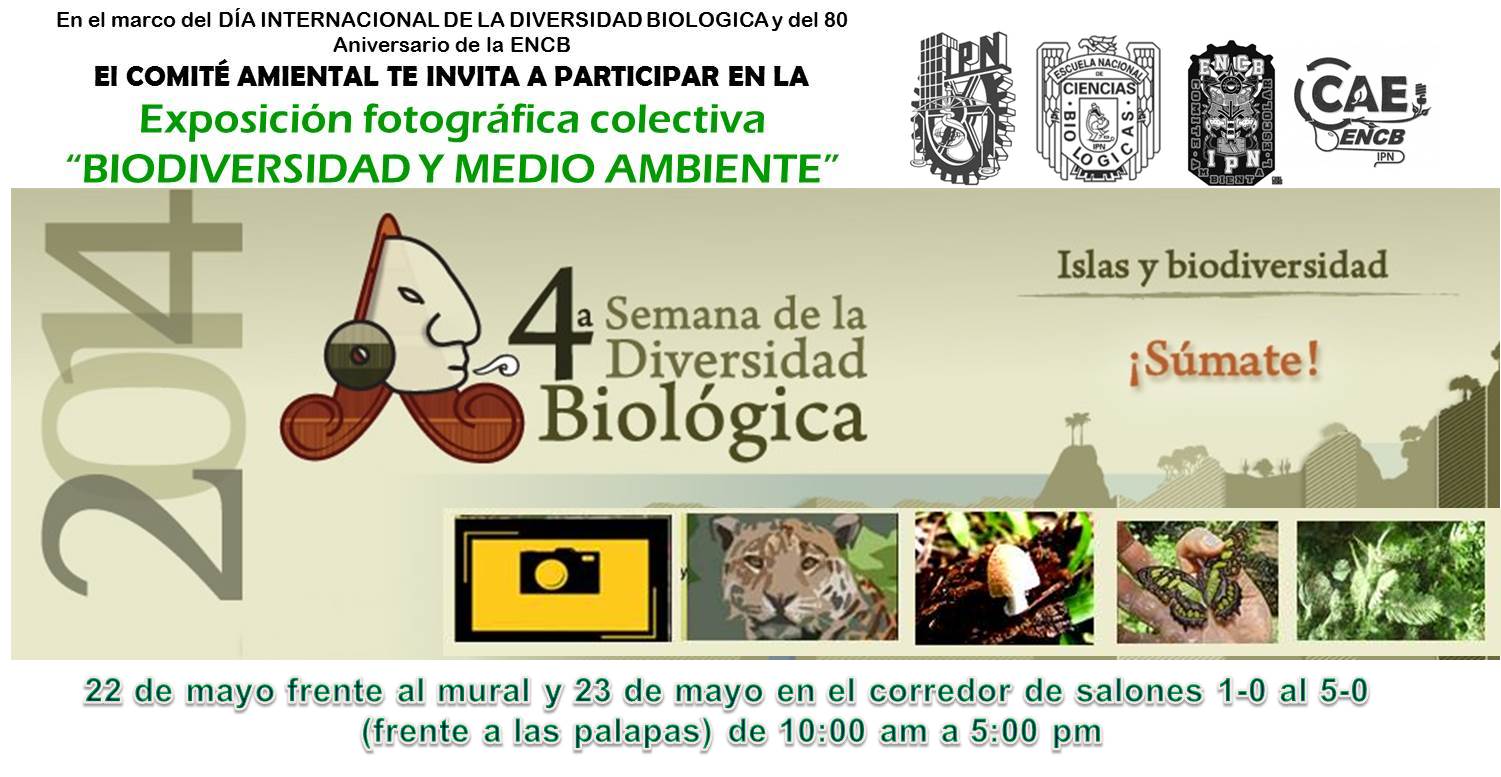 En el marco del DÍA INTERNACIONAL DE LA DIVERSIDAD BIOLOGICA y del 80
Aniversario de la ENCB
El COMITÉ AMIENTAL TE INVITA A PARTICIPAR EN LA
Exposición fotográfica colectiva
“BIODIVERSIDAD Y MEDIO AMBIENTE”
IPN
ESCUELA NACIONAL
DE
CIENCIAS
BIOLOGICAS
IPN
ENCB
COMITE AMBIENTAL ESCOLAR
IPN
CAE
ENCB
IPN
2014
4a Semana de la
Diversidad
Biológica
Islas y biodiversidad
¡Súmate!
y
22 de mayo frente al mural y 23 de mayo en el corredor de salones 1-0 al 5-0
(frente a las palapas) de 10:00 am a 5:00 pm